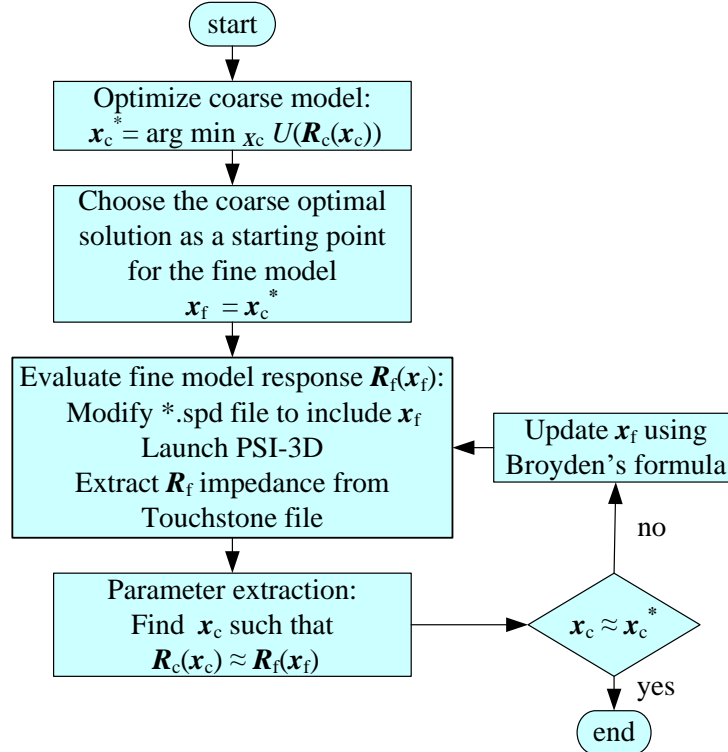 start
Optimize coarse model:
x_c^* = arg min _{X_c} U(R_c(x_c))
Choose the coarse optimal
solution as a starting point
for the fine model
x_f = x_c^*
Evaluate fine model response R_f(x_f):
Modify *.spd file to include x_f
Launch PSI-3D
Extract R_f impedance from
Touchstone file
Parameter extraction:
Find x_c such that
R_c(x_c) ≈ R_f(x_f)
x_c ≈ x_c^*
no
Update x_f using
Broyden's formula
yes
end